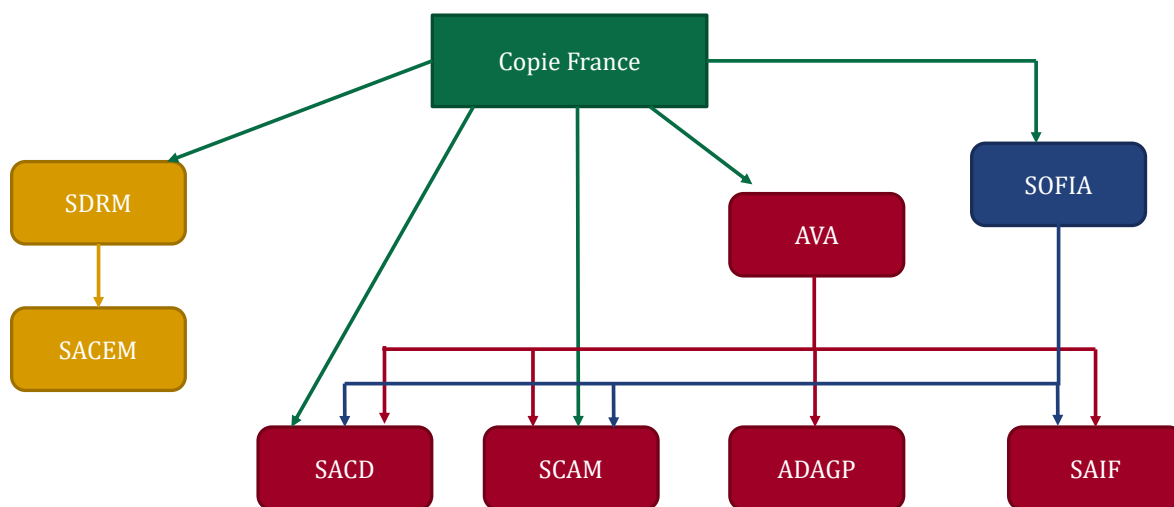 Copie France
SDRM
SOFIA
AVA
SACEM
SACD
SCAM
ADAGP
SAIF